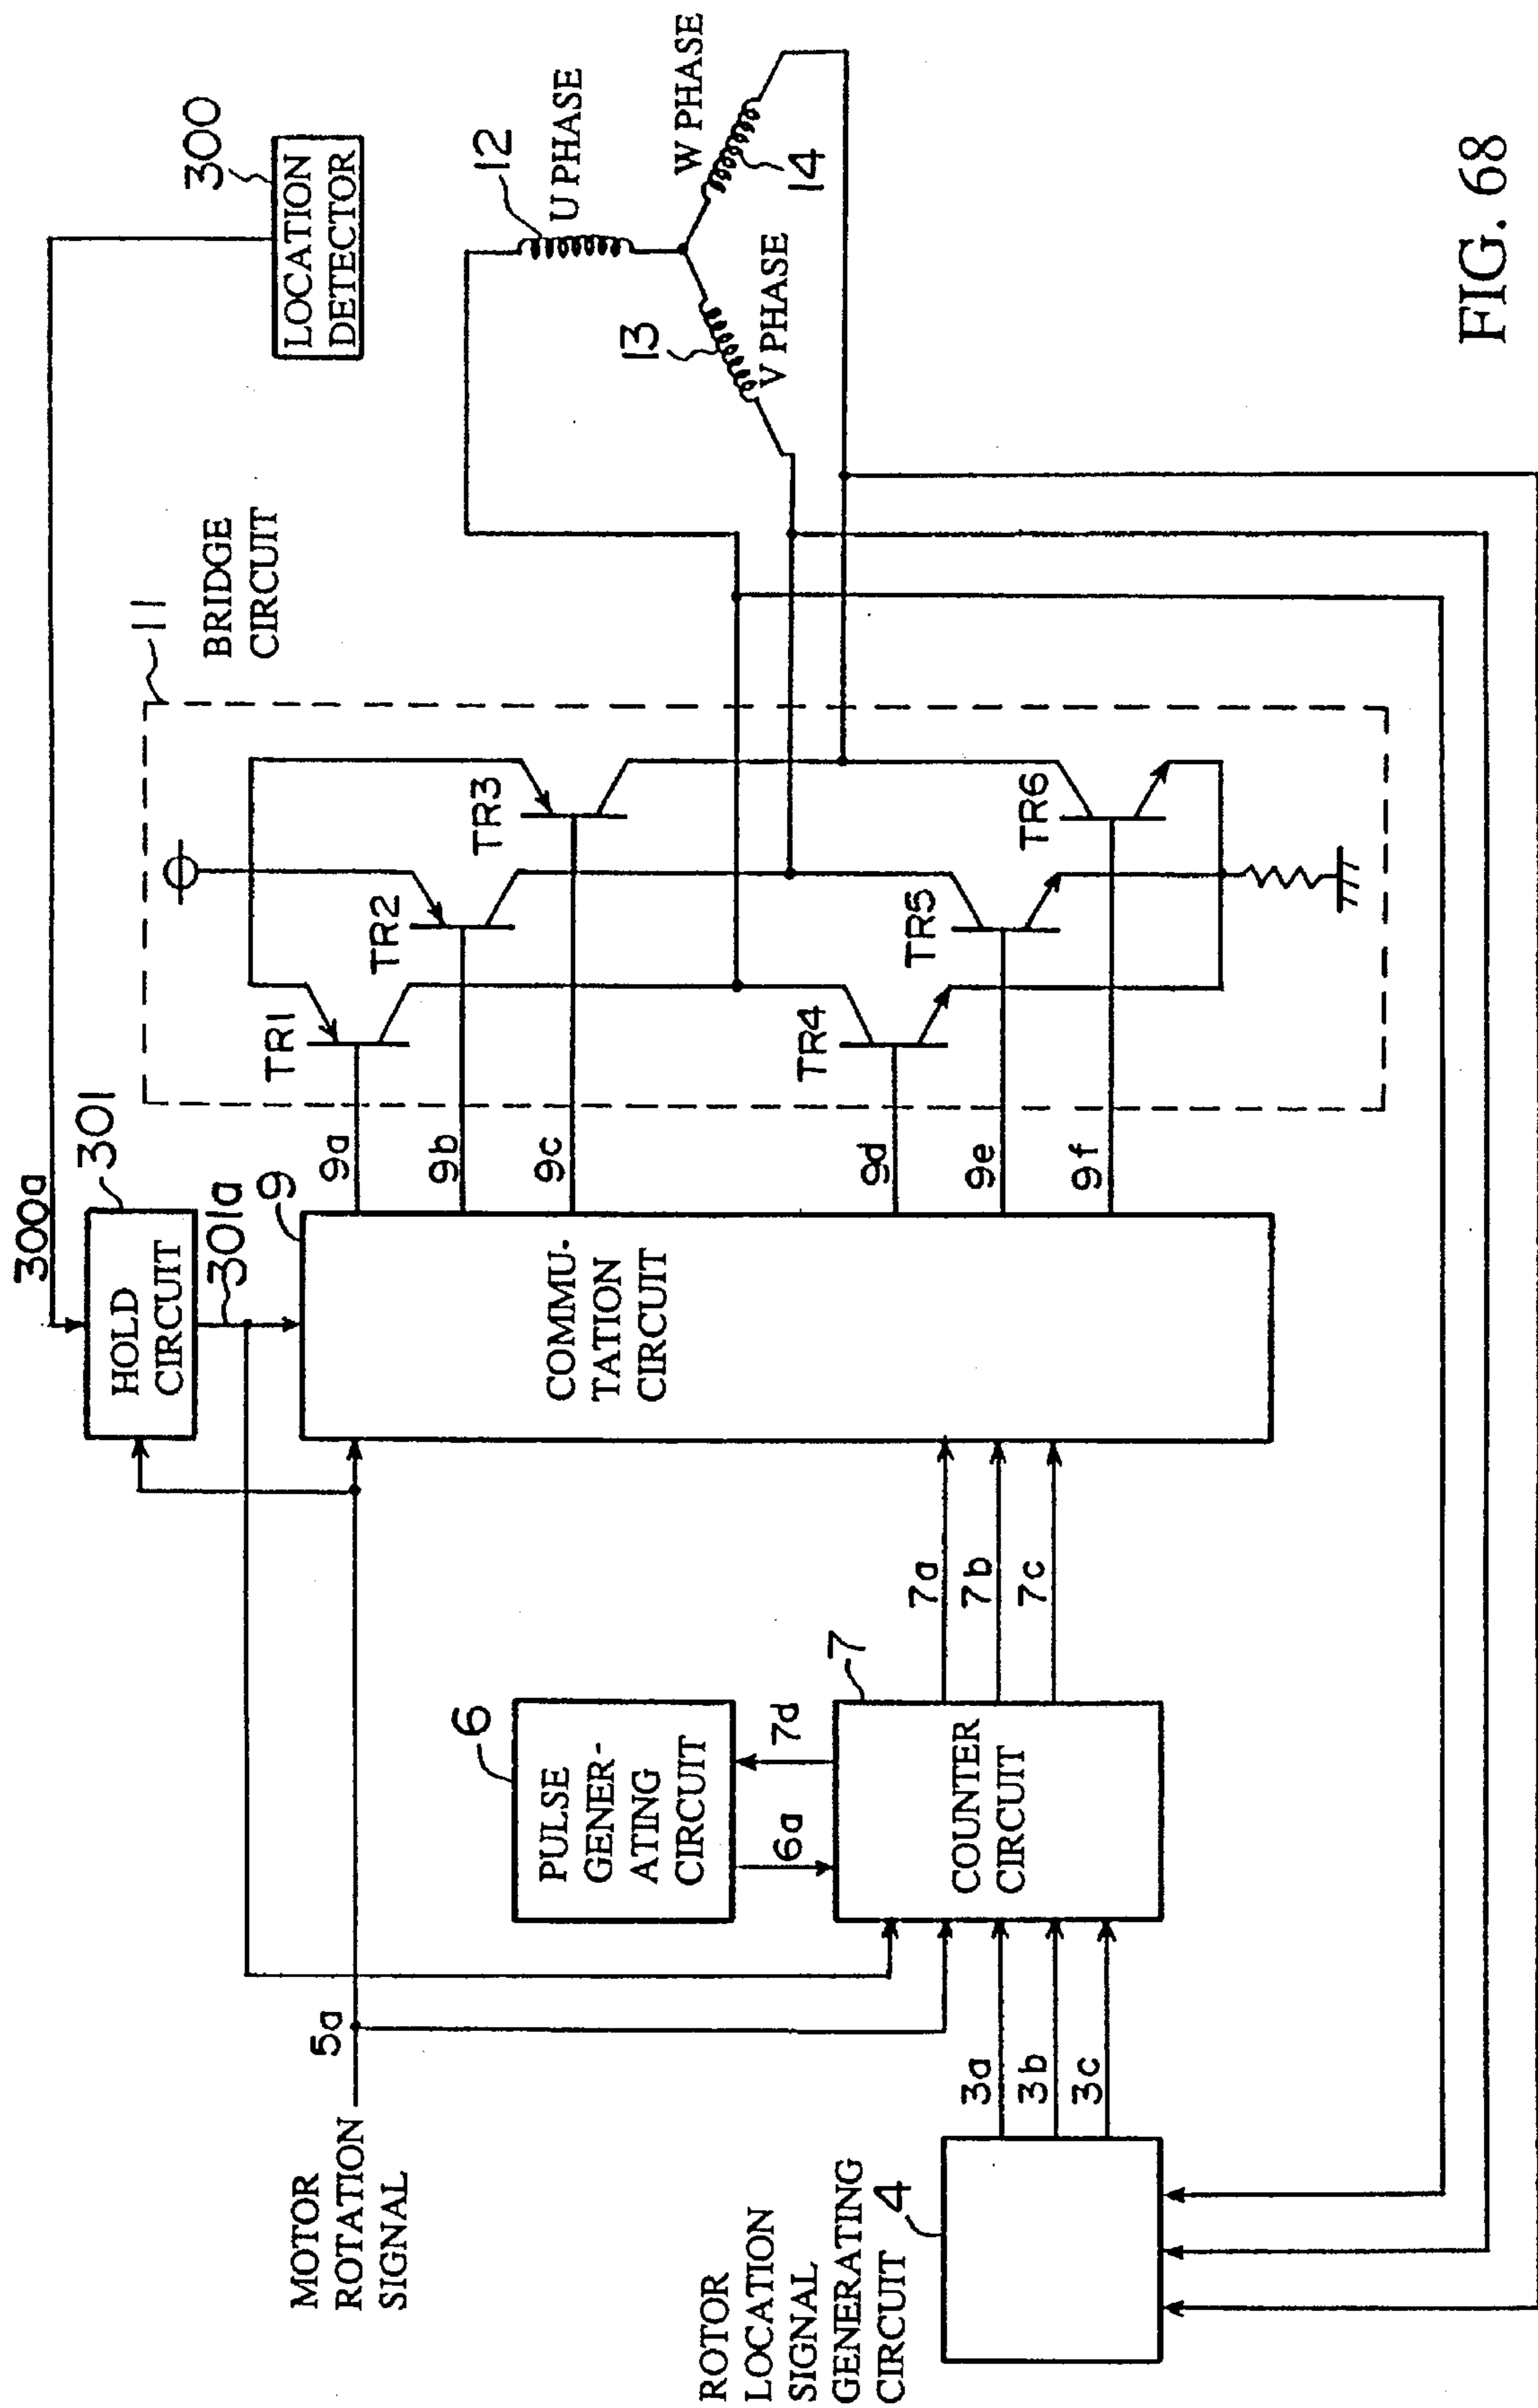 300
LOCATION
DETECTOR
300a
301
HOLD
CIRCUIT
301a
11
BRIDGE
CIRCUIT
12
U PHASE
W PHASE
14
13
V PHASE
TR1
TR2
TR3
TR4
TR5
TR6
9
9a
9b
9c
9d
9e
9f
COMMU-
TATION
CIRCUIT
MOTOR
ROTATION
SIGNAL
5a
6
PULSE
GENER-
ATING
CIRCUIT
6a
7d
7
COUNTER
CIRCUIT
7a
7b
7c
3a
3b
3c
ROTOR
LOCATION
SIGNAL
GENERATING
CIRCUIT
4
FIG. 68